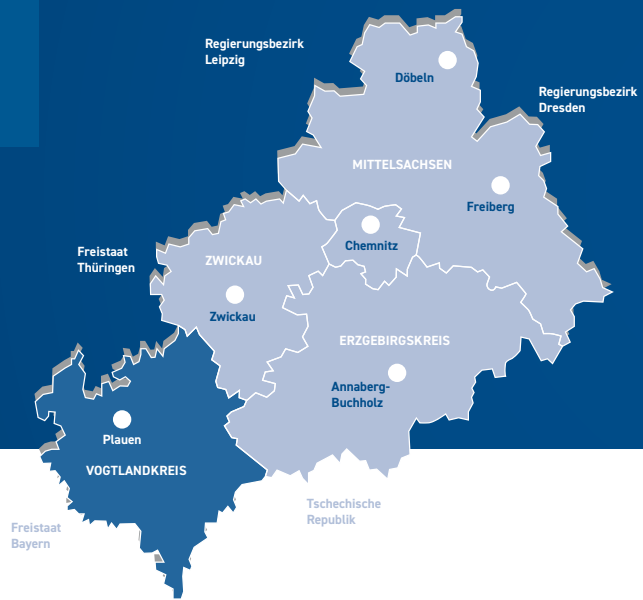 Regierungsbezirk
Leipzig
Döbeln
Regierungsbezirk
Dresden
MITTELSACHSEN
Freiberg
Chemnitz
Freistaat
Thüringen
ZWICKAU
Zwickau
ERZGEBIRGSKREIS
Annaberg-
Buchholz
Plauen
VOGTLANDKREIS
Tschechische
Republik
Freistaat
Bayern